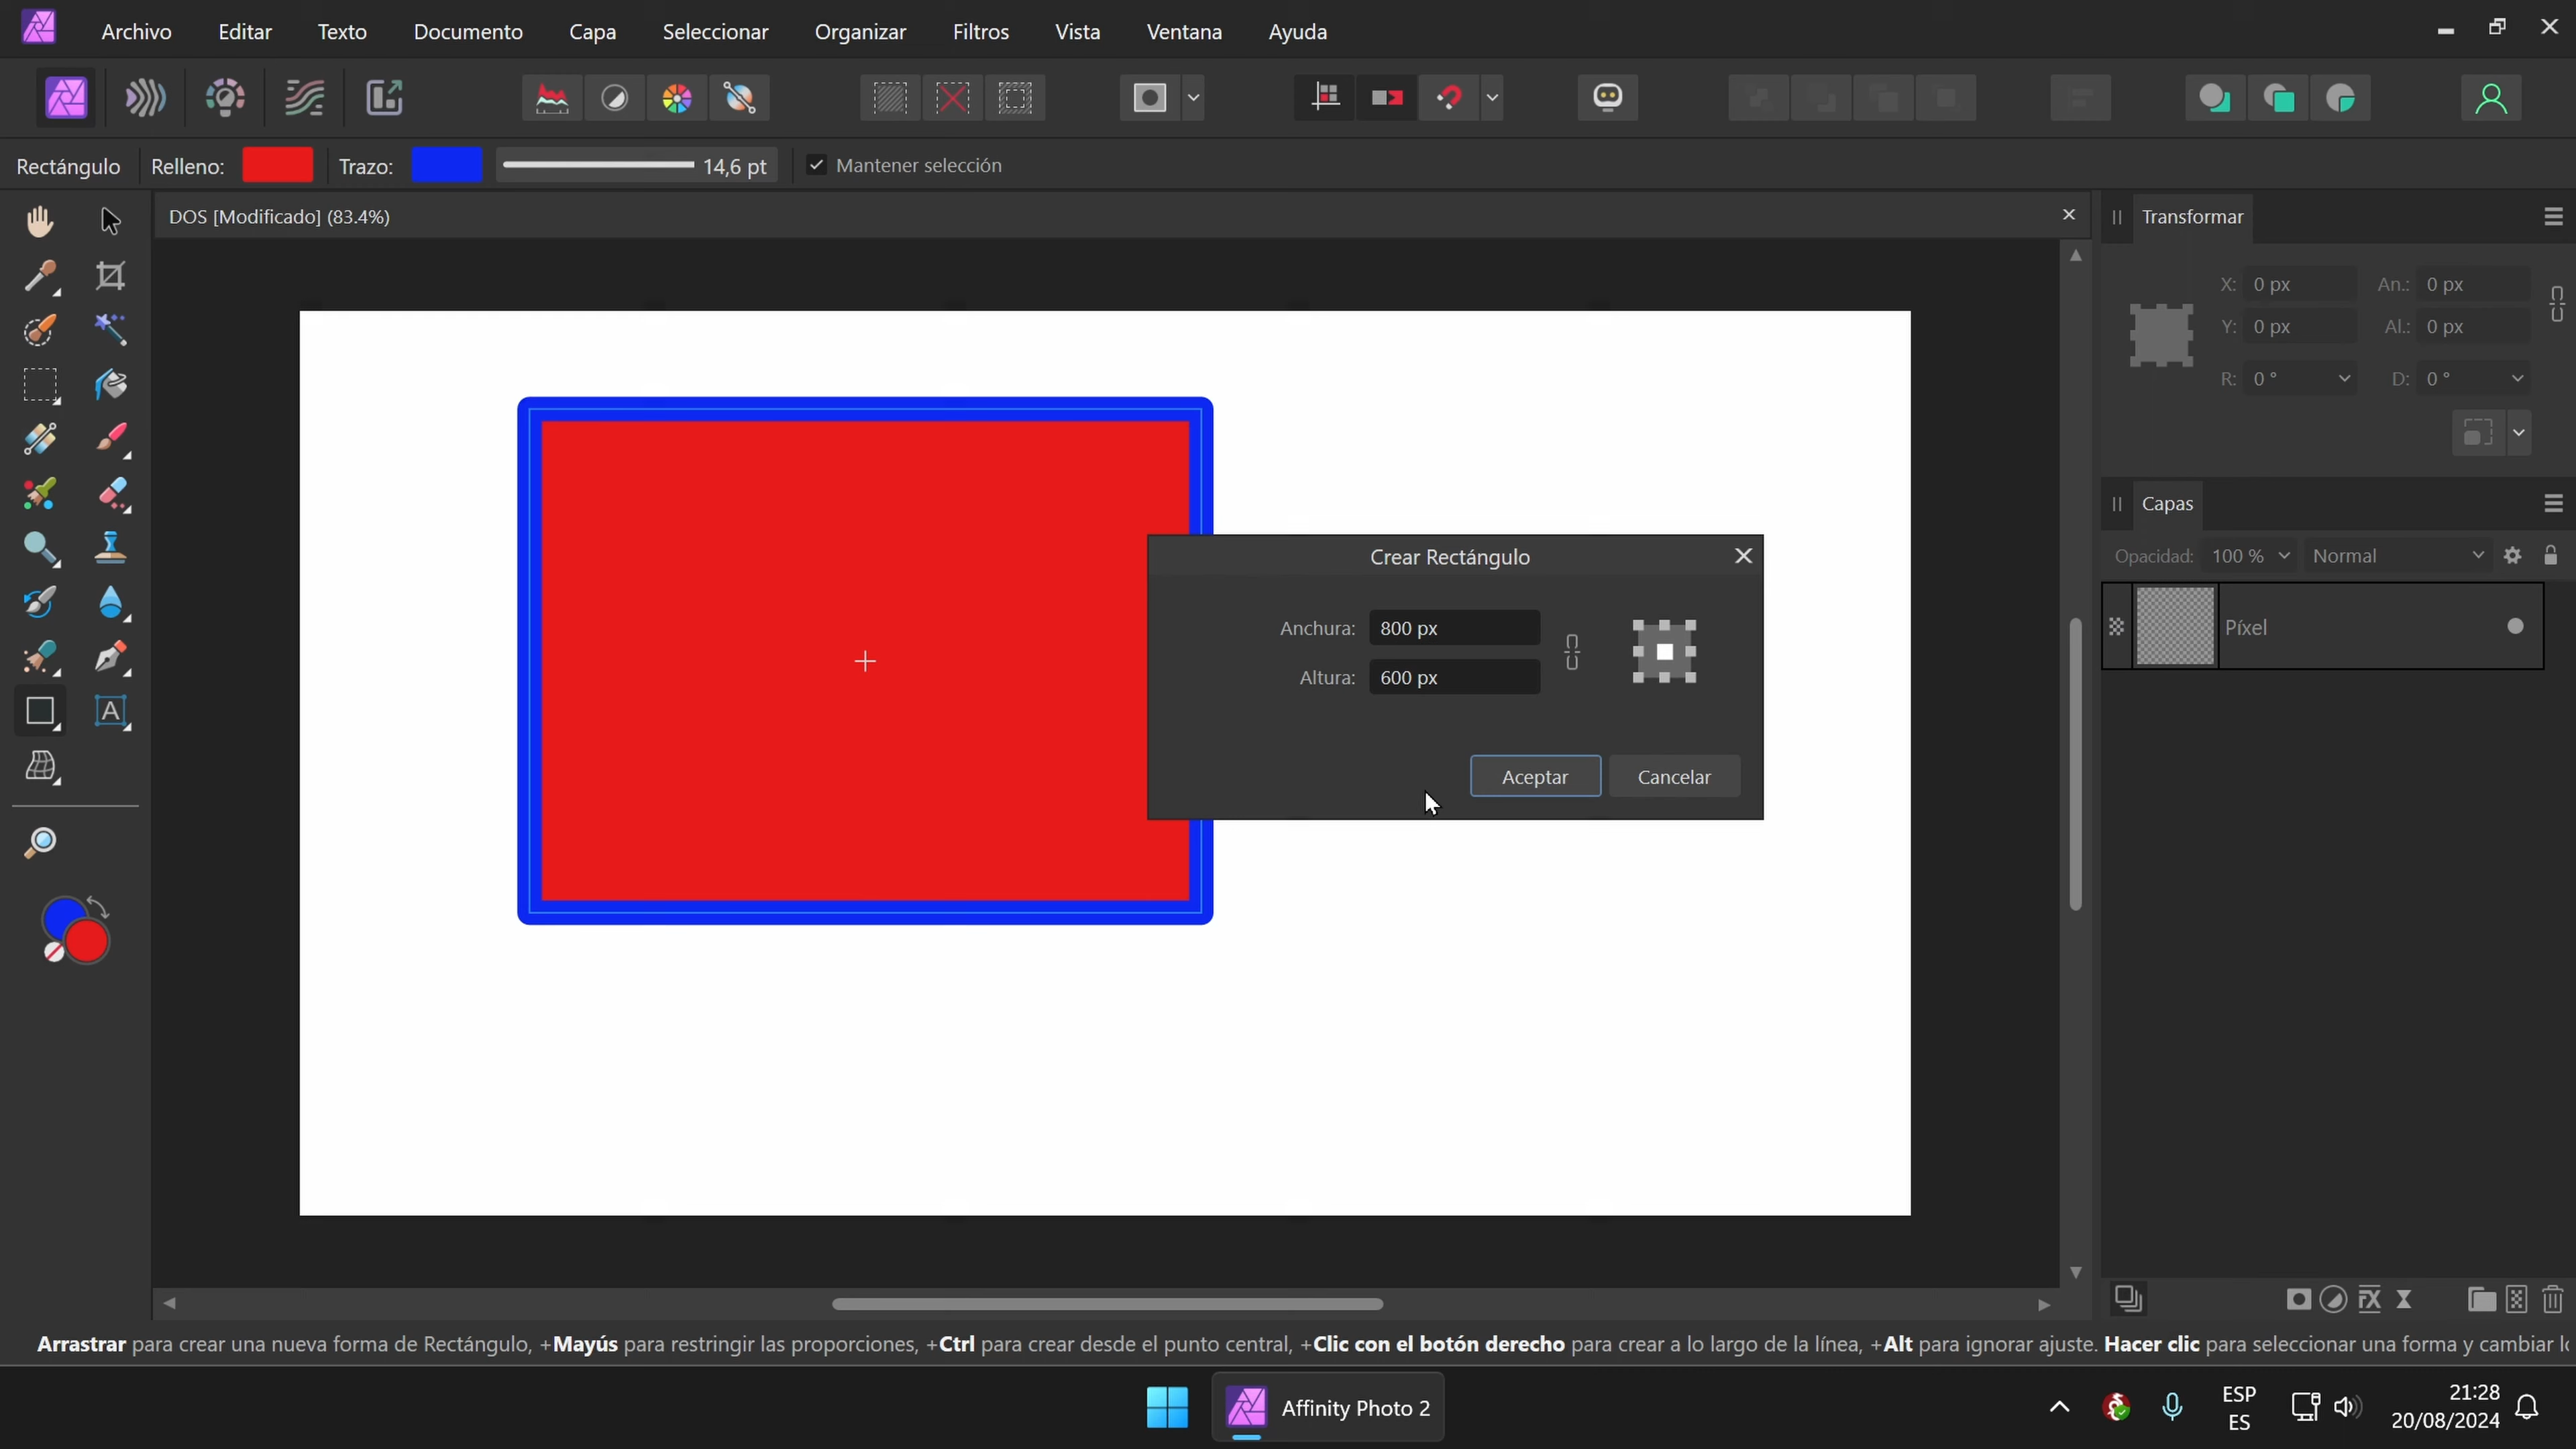 Archivo Editar Texto Documento Capa Seleccionar Organizar Filtros Vista Ventana Ayuda
Rectángulo Relleno: Trazo: 14,6 pt Mantener selección
DOS [Modificado] (83.4%)
Transformar
X: 0 px An.: 0 px
Y: 0 px Al.: 0 px
R: 0 ° D: 0 °
Capas
Opacidad: 100 % Normal
Píxel
Crear Rectángulo
Anchura: 800 px
Altura: 600 px
Aceptar Cancelar
A
Arrastrar para crear una nueva forma de Rectángulo, +Mayús para restringir las proporciones, +Ctrl para crear desde el punto central, +Clic con el botón derecho para crear a lo largo de la línea, +Alt para ignorar ajuste. Hacer clic para seleccionar una forma y cambiar
Affinity Photo 2
ESP
ES
21:28
20/08/2024